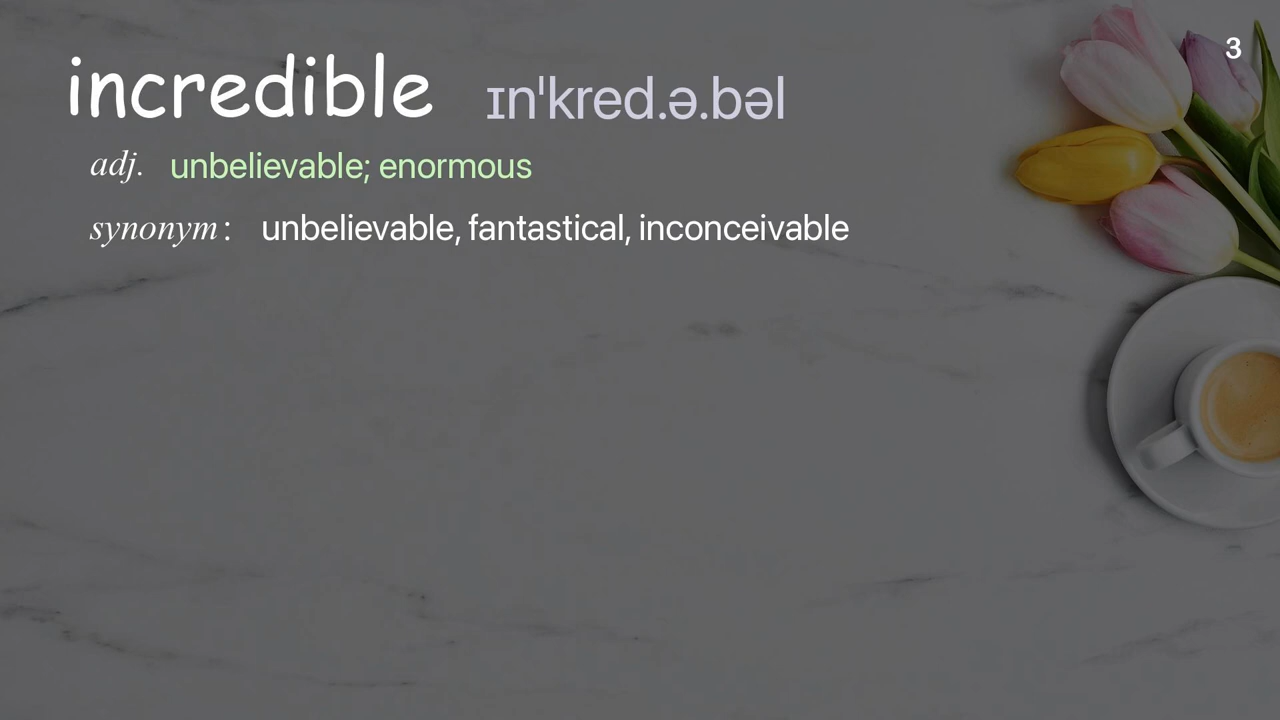 3
incredible ɪnˈkred.ə.bəl
adj. unbelievable; enormous
synonym: unbelievable, fantastical, inconceivable